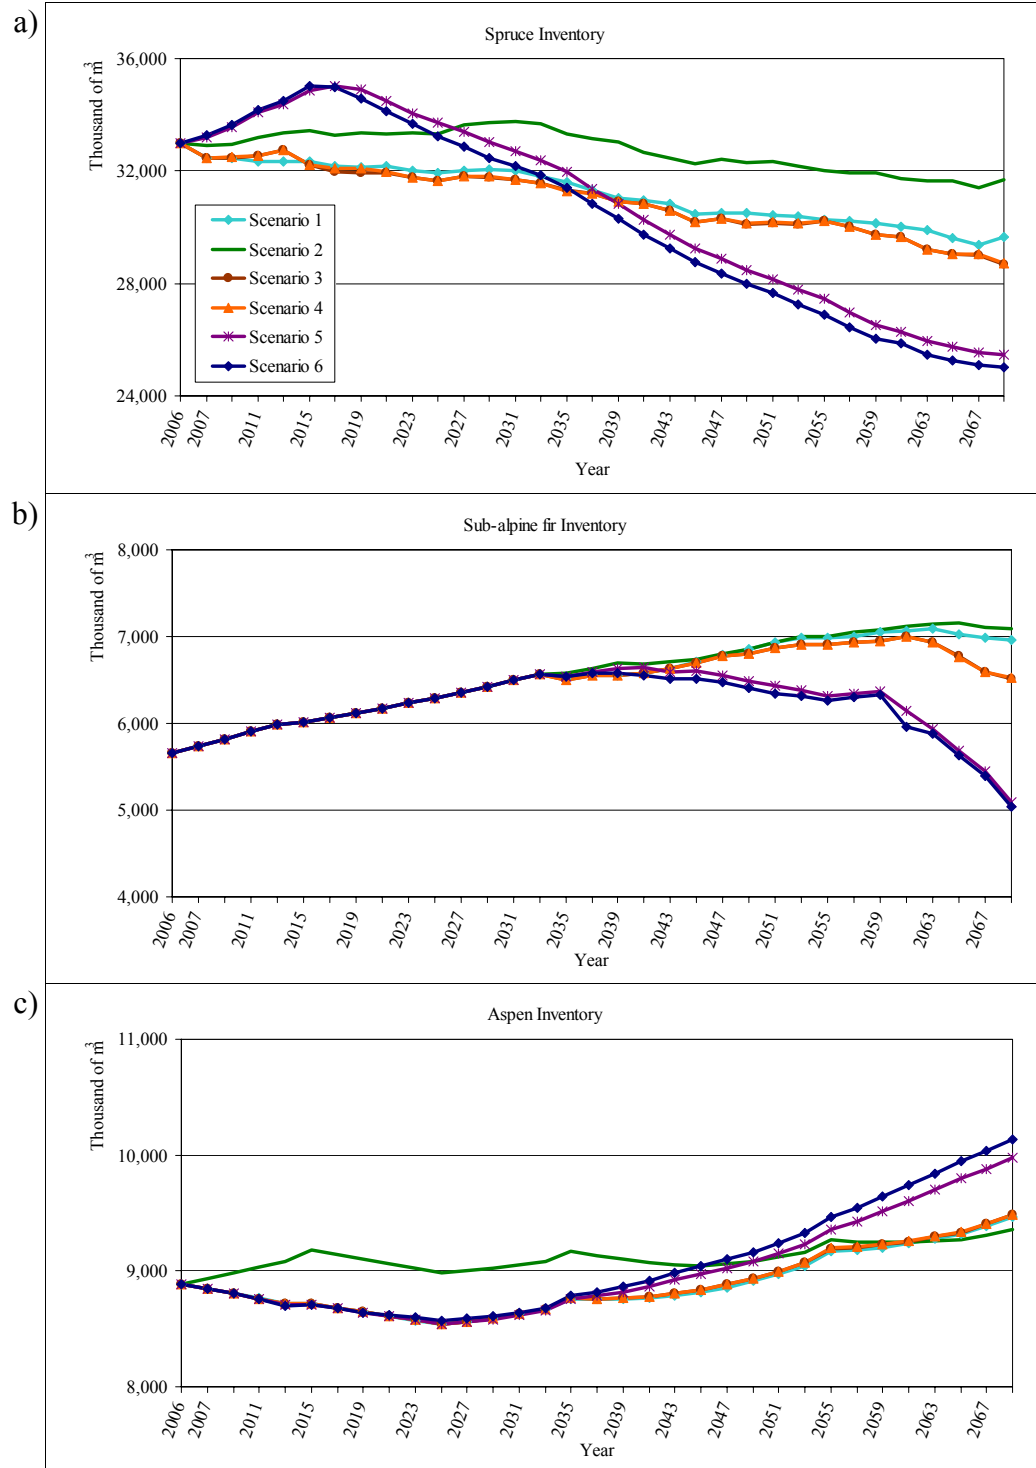 a)
Spruce Inventory
Thousand of m³
36,000
32,000
28,000
24,000
Scenario 1
Scenario 2
Scenario 3
Scenario 4
Scenario 5
Scenario 6
2006 2007 2011 2015 2019 2023 2027 2031 2035 2039 2043 2047 2051 2055 2059 2063 2067
Year
b)
Sub-alpine fir Inventory
Thousand of m³
8,000
7,000
6,000
5,000
4,000
2006 2007 2011 2015 2019 2023 2027 2031 2035 2039 2043 2047 2051 2055 2059 2063 2067
Year
c)
Aspen Inventory
Thousand of m³
11,000
10,000
9,000
8,000
2006 2007 2011 2015 2019 2023 2027 2031 2035 2039 2043 2047 2051 2055 2059 2063 2067
Year